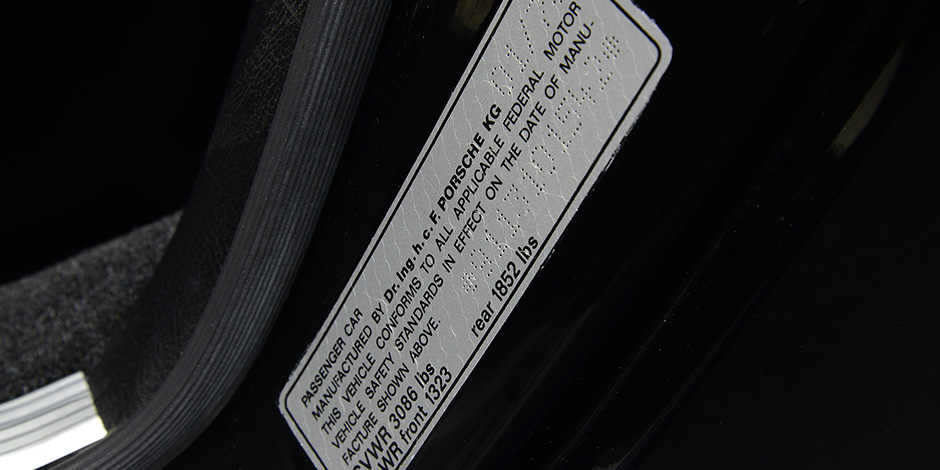 PASSENGER CAR
MANUFACTURED BY Dr. Ing. h. c. F. PORSCHE KG
THIS VEHICLE CONFORMS TO ALL APPLICABLE FEDERAL MOTOR
VEHICLE SAFETY STANDARDS IN EFFECT ON THE DATE OF MANU-
FACTURE SHOWN ABOVE.
GVWR 3086 lbs
WR front 1323 rear 1852 lbs